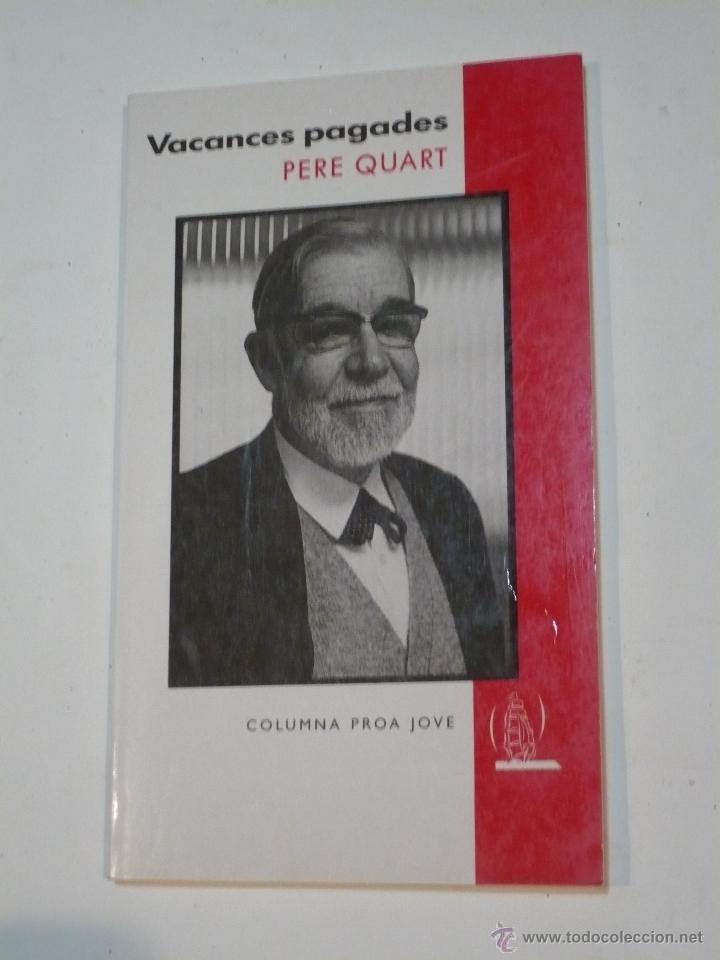 Vacances pagades
PERE QUART
COLUMNA PROA JOVE
www.todocoleccion.net